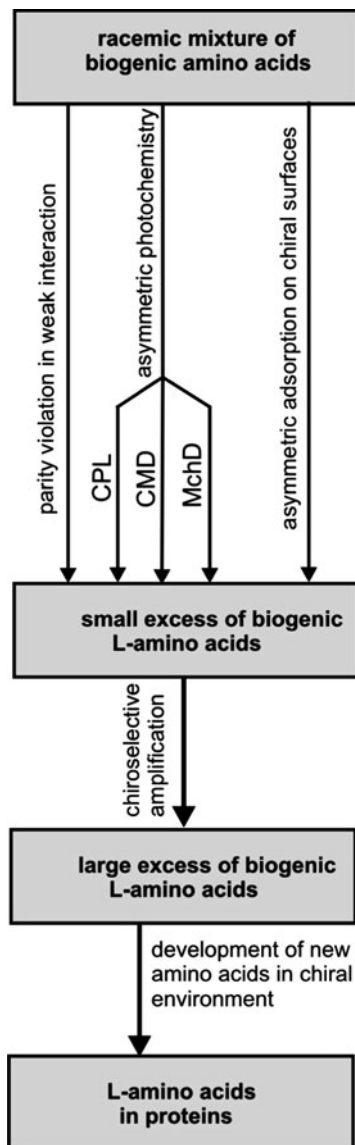 racemic mixture of
biogenic amino acids
parity violation in weak interaction
asymmetric photochemistry
CPL
CMD
MchD
asymmetric adsorption on chiral surfaces
small excess of biogenic
L-amino acids
chiroselective
amplification
large excess of biogenic
L-amino acids
development of new
amino acids in chiral
environment
L-amino acids
in proteins